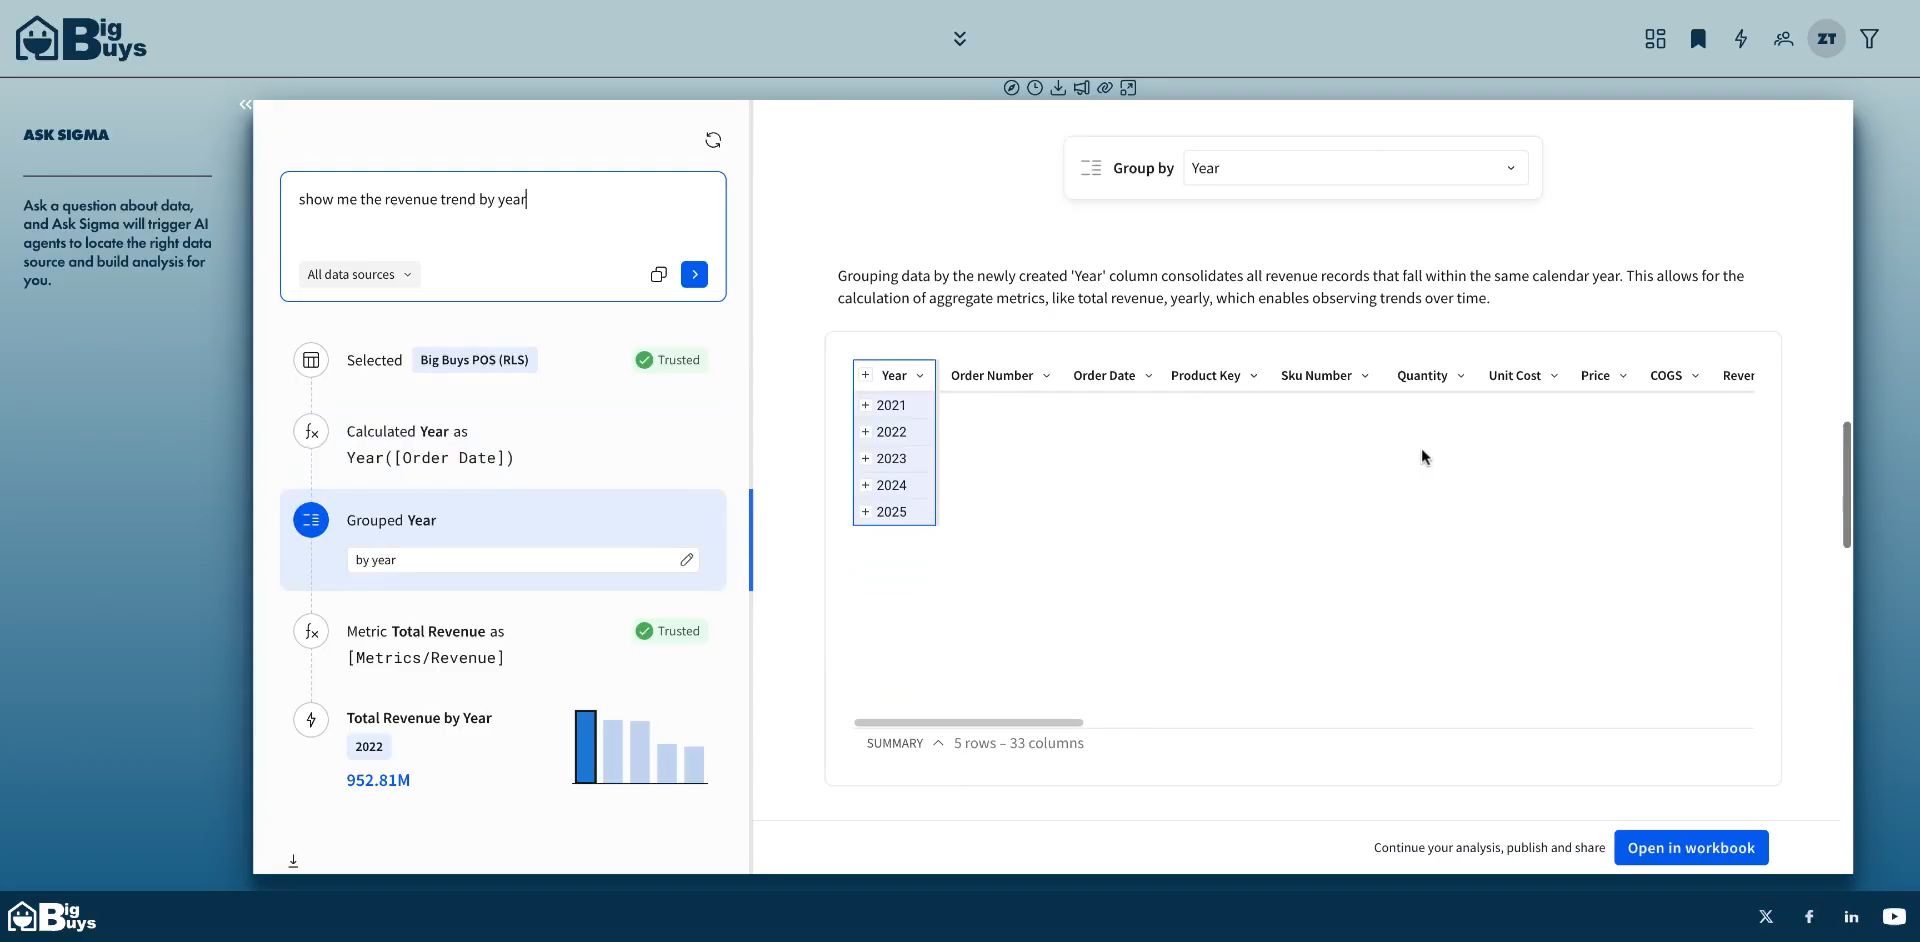 Big Buys
ZT
ASK SIGMA
Ask a question about data,
and Ask Sigma will trigger AI
agents to locate the right data
source and build analysis for
you.
show me the revenue trend by year
All data sources
Selected Big Buys POS (RLS) Trusted
Calculated Year as
Year([Order Date])
Grouped Year
by year
Metric Total Revenue as Trusted
[Metrics/Revenue]
Total Revenue by Year
2022
952.81M
Group by Year
Grouping data by the newly created 'Year' column consolidates all revenue records that fall within the same calendar year. This allows for the
calculation of aggregate metrics, like total revenue, yearly, which enables observing trends over time.
Year Order Number Order Date Product Key Sku Number Quantity Unit Cost Price COGS Rever
2021
2022
2023
2024
2025
SUMMARY 5 rows – 33 columns
Continue your analysis, publish and share Open in workbook
Big Buys